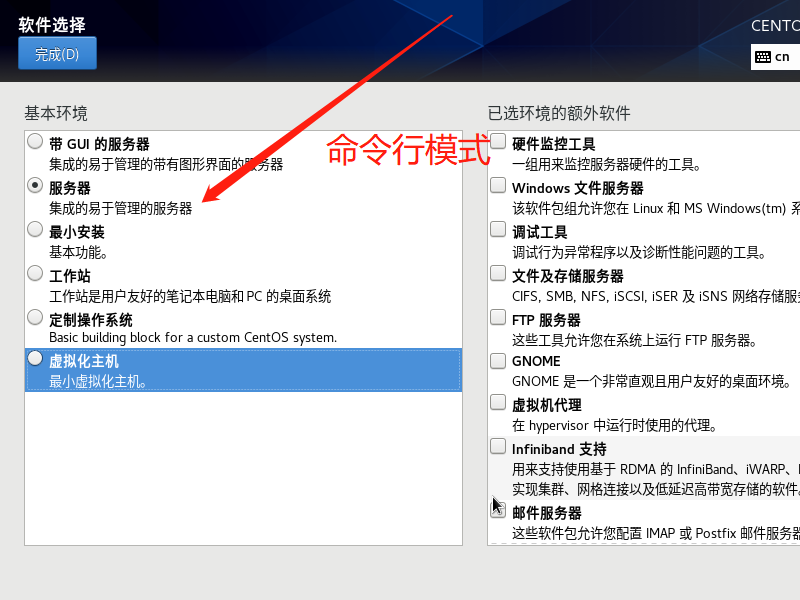 软件选择
完成(D)
CENTO
cn
基本环境
带 GUI 的服务器
集成的易于管理的带有图形界面的服务器
服务器
集成的易于管理的服务器
最小安装
基本功能。
工作站
工作站是用户友好的笔记本电脑和 PC 的桌面系统
定制操作系统
Basic building block for a custom CentOS system.
虚拟化主机
最小虚拟化主机。
命令行模式
已选环境的额外软件
硬件监控工具
一组用来监控服务器硬件的工具。
Windows 文件服务器
该软件包组允许您在 Linux 和 MS Windows(tm) 系
调试工具
调试行为异常程序以及诊断性能问题的工具。
文件及存储服务器
CIFS, SMB, NFS, iSCSI, iSER 及 iSNS 网络存储服务
FTP 服务器
这些工具允许您在系统上运行 FTP 服务器。
GNOME
GNOME 是一个非常直观且用户友好的桌面环境。
虚拟机代理
在 hypervisor 中运行时使用的代理。
Infiniband 支持
用来支持使用基于 RDMA 的 InfiniBand、iWARP、
实现集群、网格连接以及低延迟高带宽存储的软件。
邮件服务器
这些软件包允许您配置 IMAP 或 Postfix 邮件服务器